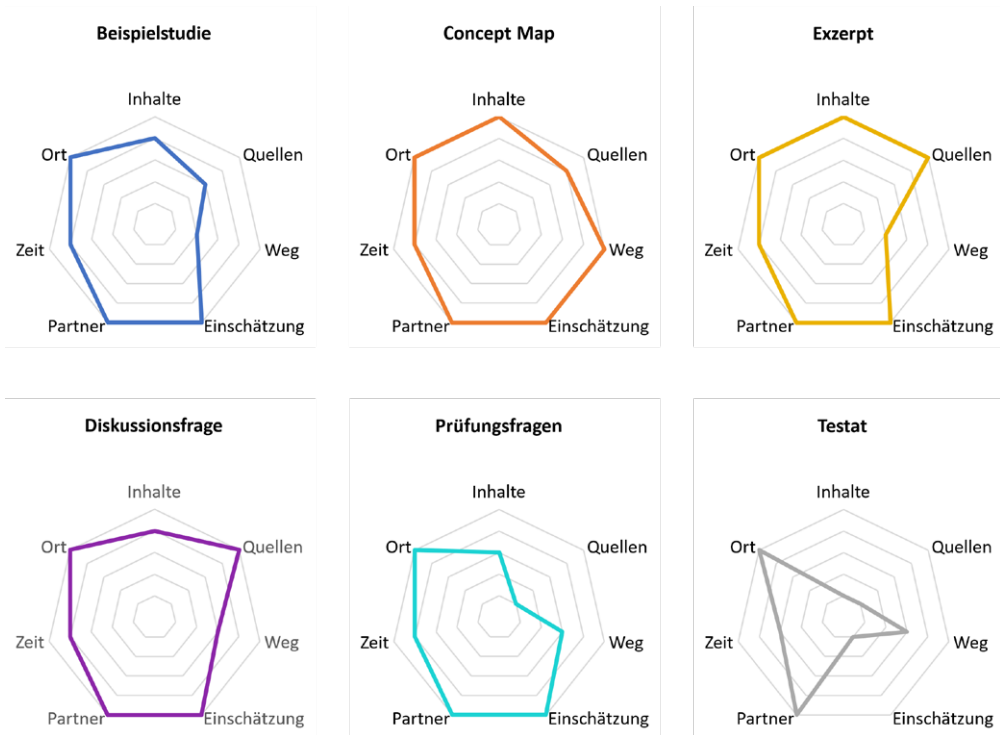 Beispielstudie
Inhalte
Ort
Quellen
Zeit
Weg
Partner
Einschätzung
Concept Map
Inhalte
Ort
Quellen
Zeit
Weg
Partner
Einschätzung
Exzerpt
Inhalte
Ort
Quellen
Zeit
Weg
Partner
Einschätzung
Diskussionsfrage
Inhalte
Ort
Quellen
Zeit
Weg
Partner
Einschätzung
Prüfungsfragen
Inhalte
Ort
Quellen
Zeit
Weg
Partner
Einschätzung
Testat
Inhalte
Ort
Quellen
Zeit
Weg
Partner
Einschätzung